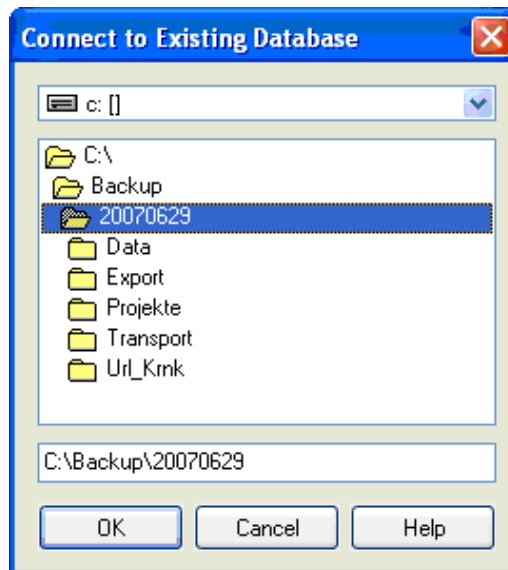 Connect to Existing Database
c: []
C:\
Backup
20070629
Data
Export
Projekte
Transport
Url_Krnk
C:\Backup\20070629
OK Cancel Help